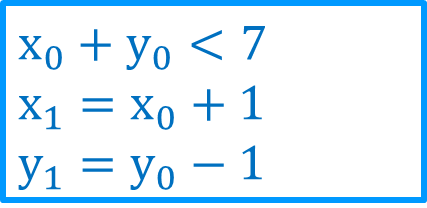 x₀ + y₀ < 7
x₁ = x₀ + 1
y₁ = y₀ − 1